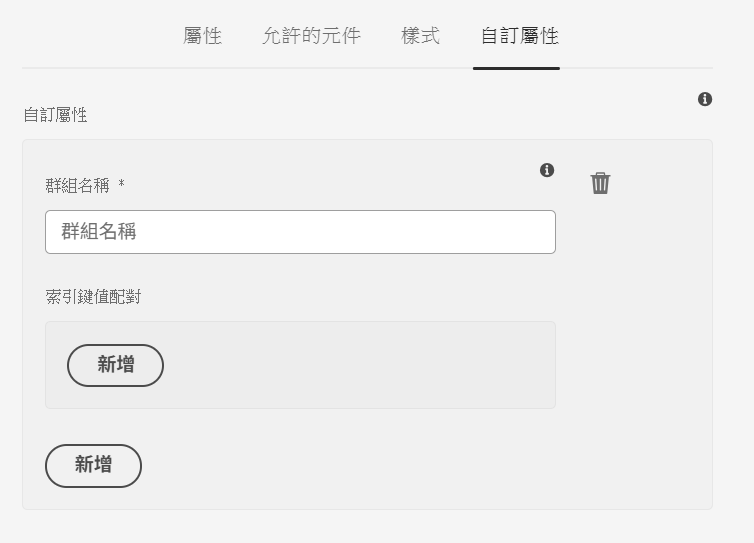 屬性 允許的元件 樣式 自訂屬性
自訂屬性
群組名稱 *
群組名稱
索引鍵值配對
新增
新增